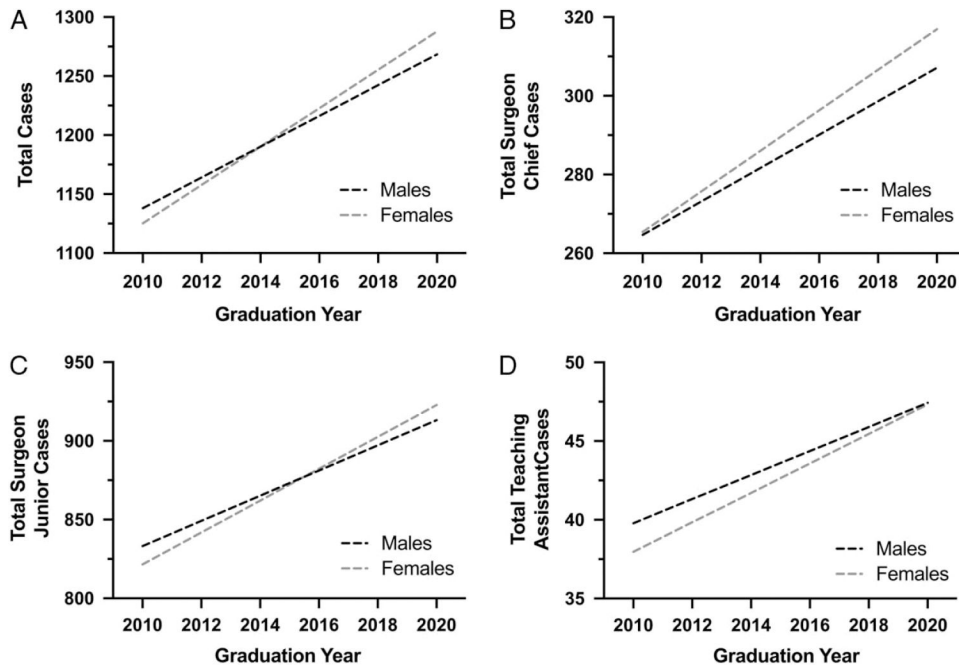 A
Total Cases
1300
1250
1200
1150
1100
Males
Females
2010 2012 2014 2016 2018 2020
Graduation Year
B
Total Surgeon
Chief Cases
320
300
280
260
Males
Females
2010 2012 2014 2016 2018 2020
Graduation Year
C
Total Surgeon
Junior Cases
950
900
850
800
Males
Females
2010 2012 2014 2016 2018 2020
Graduation Year
D
Total Teaching
AssistantCases
50
45
40
35
Males
Females
2010 2012 2014 2016 2018 2020
Graduation Year